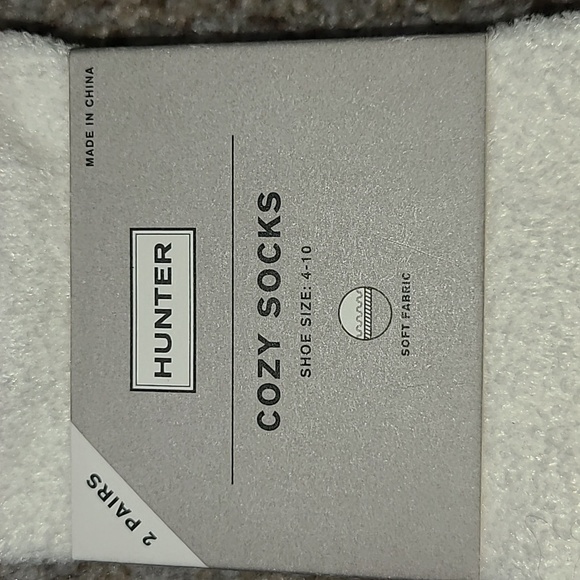 2 PAIRS
MADE IN CHINA
HUNTER
COZY SOCKS
SHOE SIZE: 4-10
SOFT FABRIC